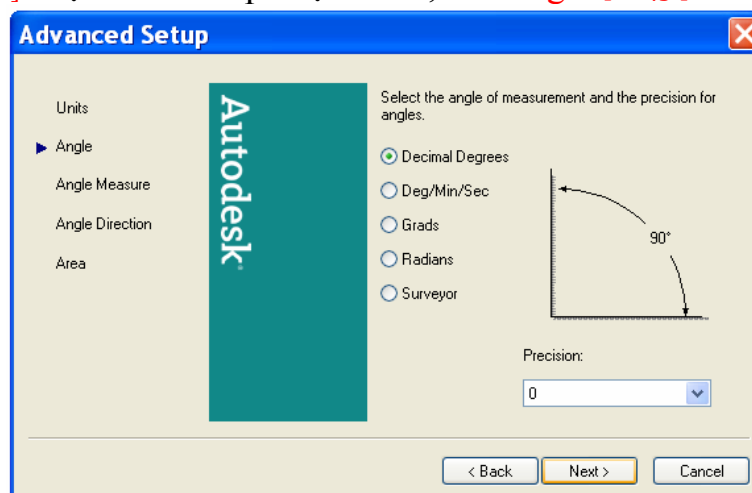 Advanced Setup
Units
Angle
Angle Measure
Angle Direction
Area
Autodesk
Select the angle of measurement and the precision for
angles.
Decimal Degrees
Deg/Min/Sec
Grads
Radians
Surveyor
90°
Precision:
0
< Back
Next >
Cancel